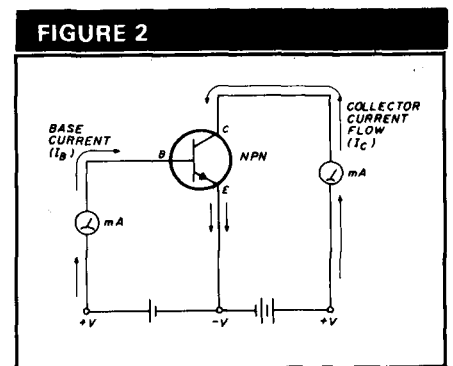 FIGURE 2
COLLECTOR
CURRENT
FLOW
(IC)
BASE
CURRENT
(IB)
C
B
NPN
E
mA
mA
+V
-V
+V